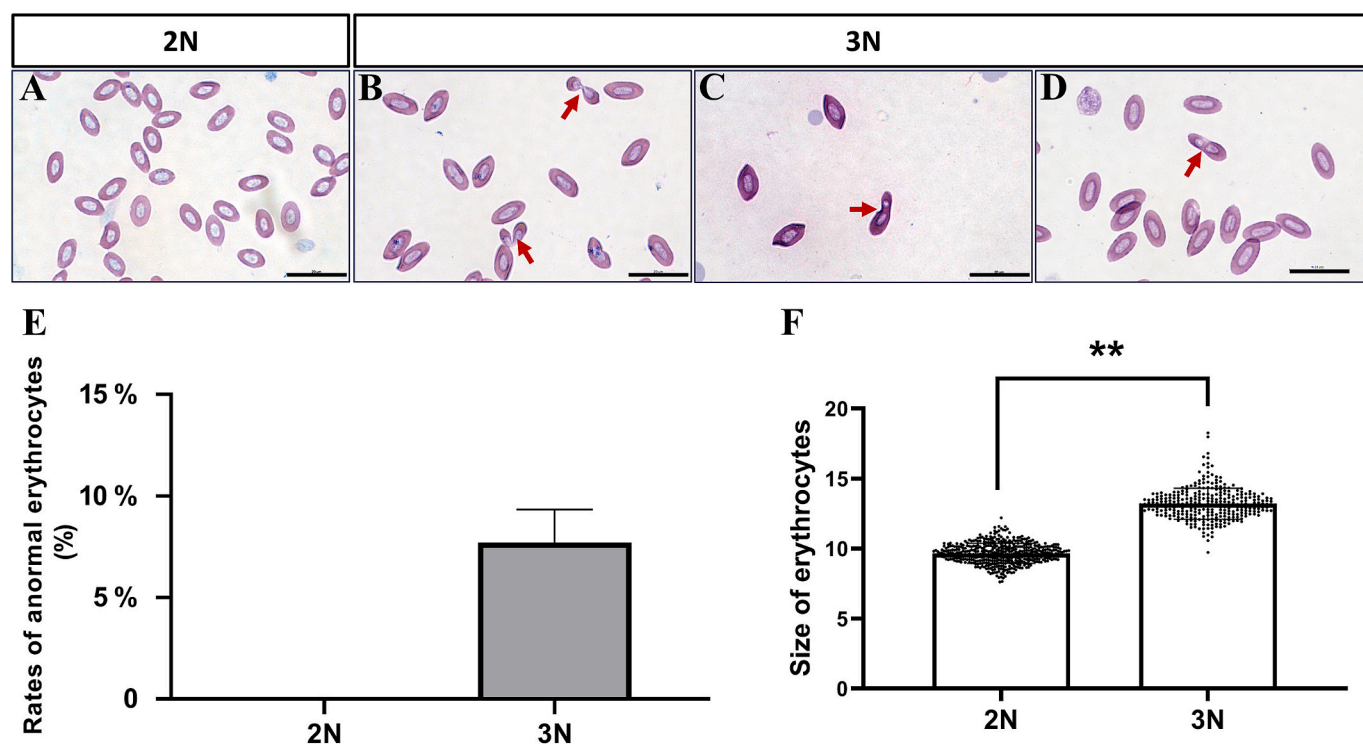 2N
3N
A
B
C
D
E
Rates of anormal erythrocytes
(%)
15 %
10 %
5 %
0
2N
3N
F
**
Size of erythrocytes
20
15
10
5
0
2N
3N